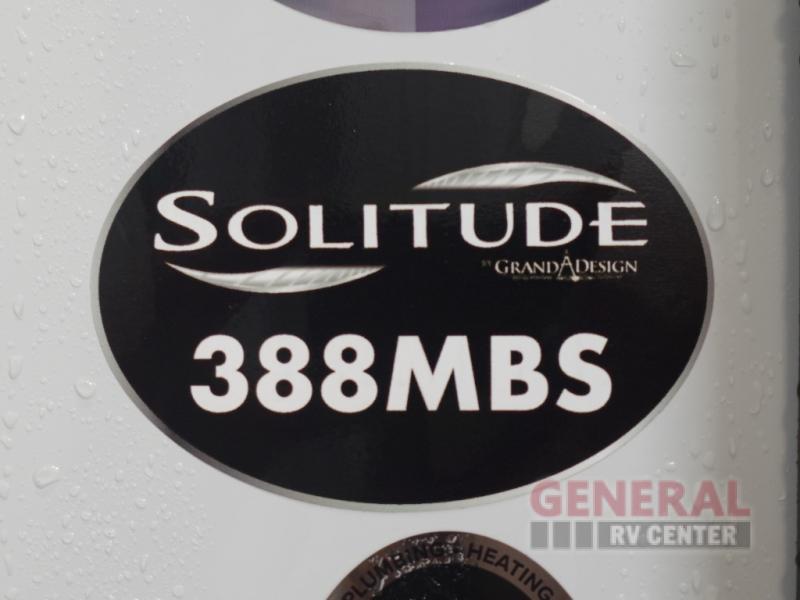 SOLITUDE
BY GRAND DESIGN
388MBS
GENERAL
RV CENTER
PLUMBING · HEATING